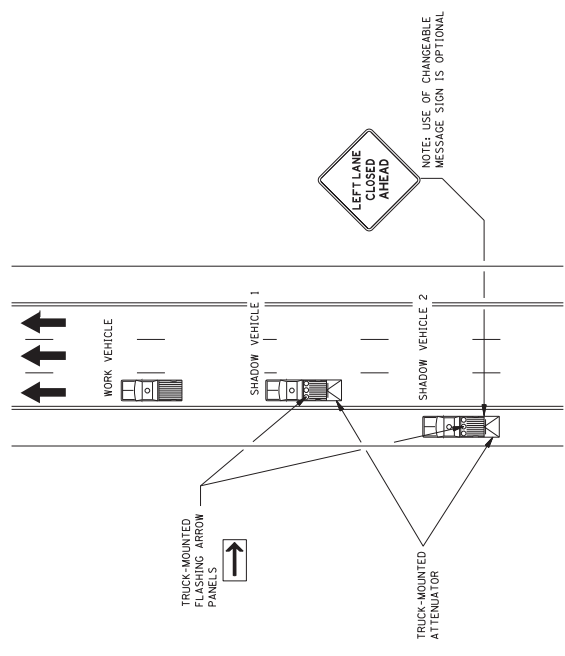 NOTE: USE OF CHANGEABLE
MESSAGE SIGN IS OPTIONAL
LEFT LANE
CLOSED
AHEAD
WORK VEHICLE
SHADOW VEHICLE 1
SHADOW VEHICLE 2
TRUCK-MOUNTED
FLASHING ARROW
PANELS
TRUCK-MOUNTED
ATTENUATOR